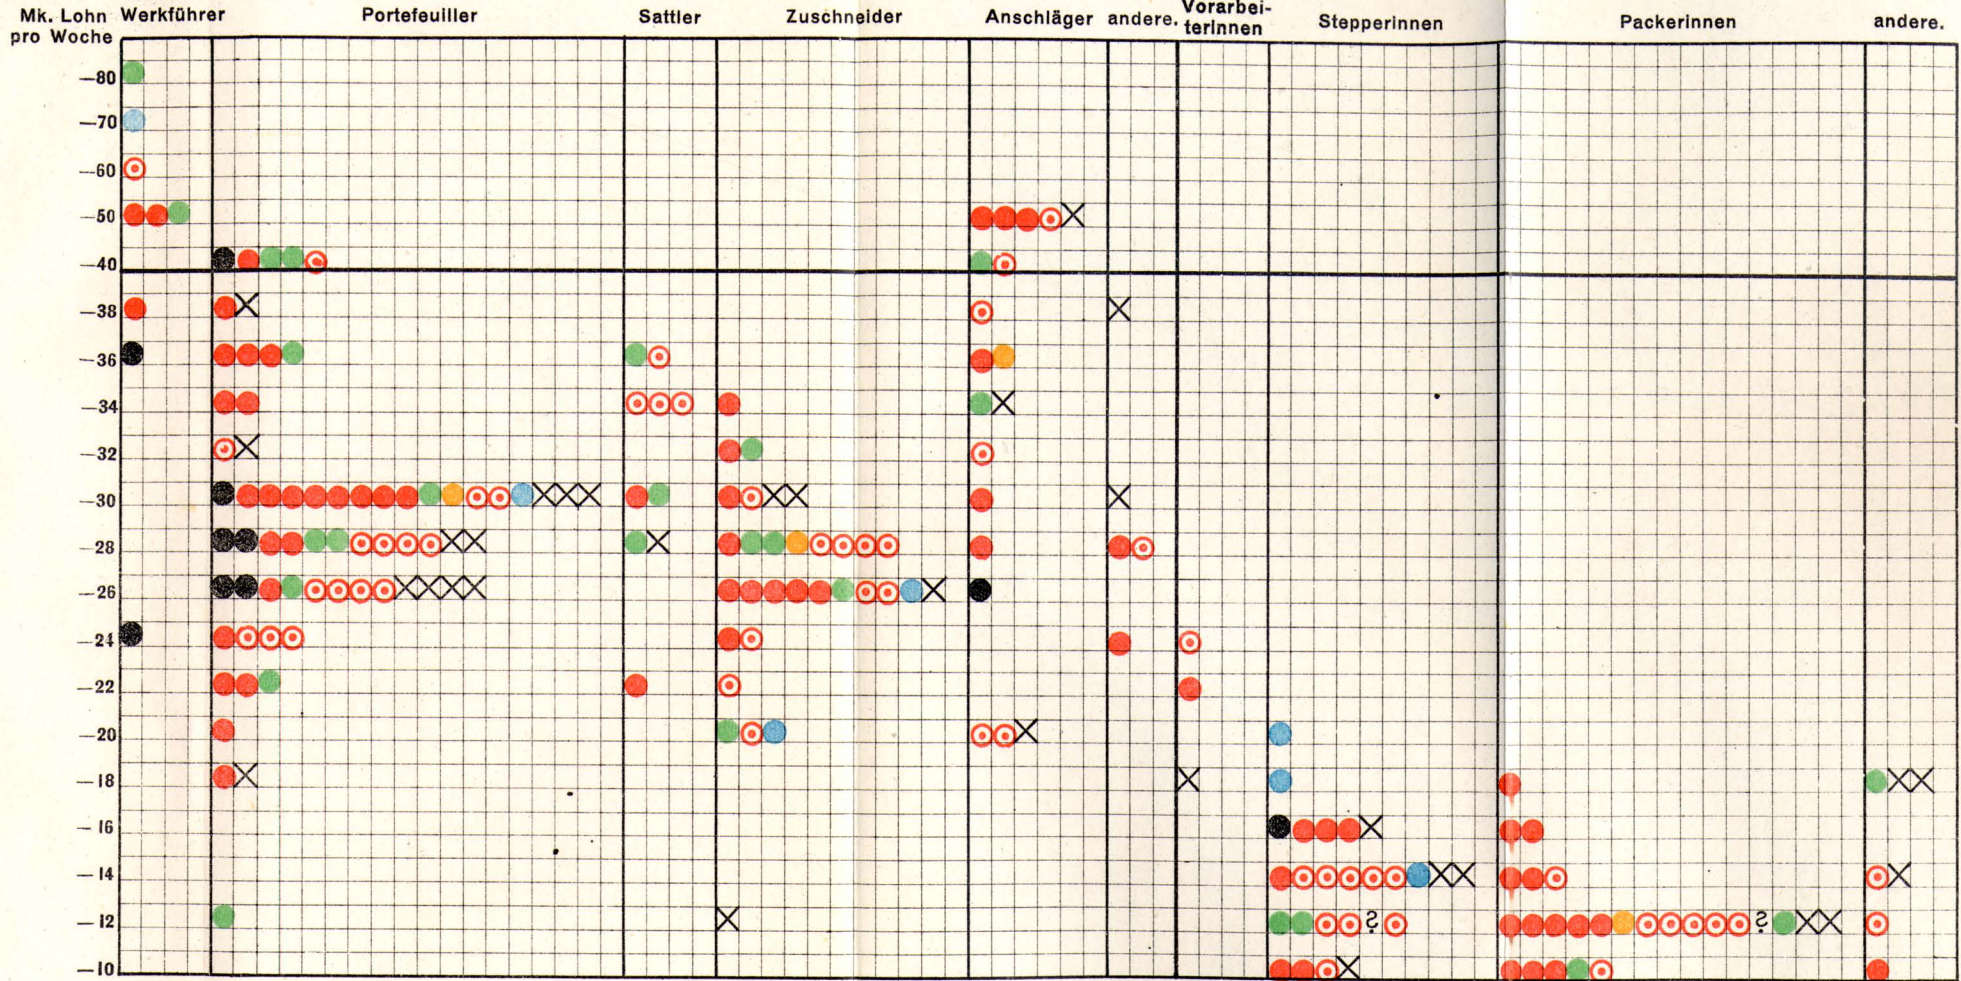 Mk. Lohn
pro Woche
Werkführer
Portefeuiller
Sattler
Zuschneider
Anschläger
andere.
Vorarbei-
terinnen
Stepperinnen
Packerinnen
andere.
—80
—70
—60
—50
—40
—38
—36
—34
—32
—30
—28
—26
—24
—22
—20
—18
—16
—14
—12
? ?
—10